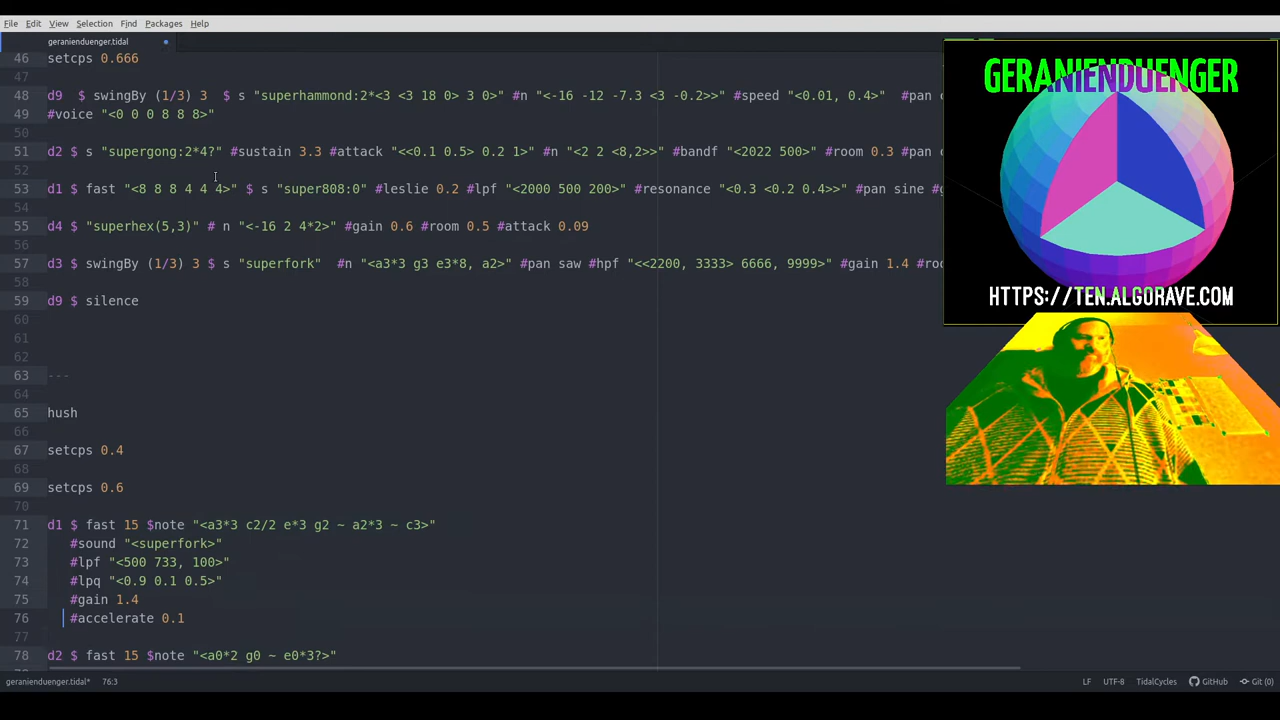 File Edit View Selection Find Packages Help
geranienduenger.tidal
46 setcps 0.666
47
48 d9  $ swingBy (1/3) 3  $ s "superhammond:2*<3 <3 18 0> 3 0>" #n "<-16 -12 -7.3 <3 -0.2>>" #speed "<0.01, 0.4>"  #pan c
49 #voice "<0 0 0 8 8 8>"
50
51 d2 $ s "supergong:2*4?" #sustain 3.3 #attack "<<0.1 0.5> 0.2 1>" #n "<2 2 <8,2>>" #bandf "<2022 500>" #room 0.3 #pan c
52
53 d1 $ fast "<8 8 8 4 4 4>" $ s "super808:0" #leslie 0.2 #lpf "<2000 500 200>" #resonance "<0.3 <0.2 0.4>>" #pan sine #g
54
55 d4 $ "superhex(5,3)" # n "<-16 2 4*2>" #gain 0.6 #room 0.5 #attack 0.09
56
57 d3 $ swingBy (1/3) 3 $ s "superfork"  #n "<a3*3 g3 e3*8, a2>" #pan saw #hpf "<<2200, 3333> 6666, 9999>" #gain 1.4 #roo
58
59 d9 $ silence
60
61
62
63 ---
64
65 hush
66
67 setcps 0.4
68
69 setcps 0.6
70
71 d1 $ fast 15 $note "<a3*3 c2/2 e*3 g2 ~ a2*3 ~ c3>"
72    #sound "<superfork>"
73    #lpf "<500 733, 100>"
74    #lpq "<0.9 0.1 0.5>"
75    #gain 1.4
76    #accelerate 0.1
77
78 d2 $ fast 15 $note "<a0*2 g0 ~ e0*3?>"
GERANIENDUENGER
HTTPS://TEN.ALGORAVE.COM
geranienduenger.tidal* 76:3 LF UTF-8 TidalCycles GitHub Git (0)